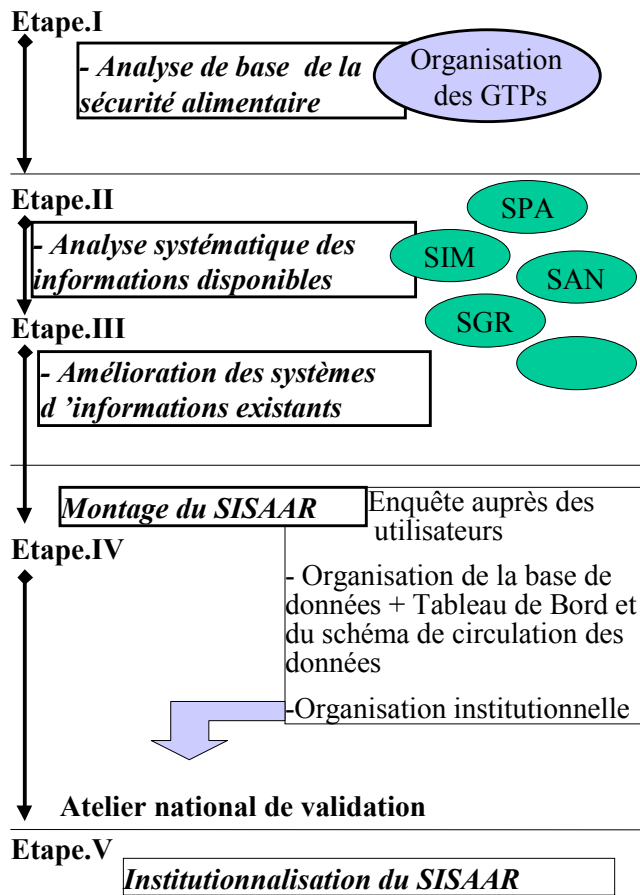 Etape.I
- Analyse de base de la
sécurité alimentaire
Organisation
des GTPs
Etape.II
- Analyse systématique des
informations disponibles
SPA
SIM
SAN
SGR
Etape.III
- Amélioration des systèmes
d ’informations existants
Montage du SISAAR
Enquête auprès des
utilisateurs
Etape.IV
- Organisation de la base de
données + Tableau de Bord et
du schéma de circulation des
données
-Organisation institutionnelle
Atelier national de validation
Etape.V
Institutionnalisation du SISAAR